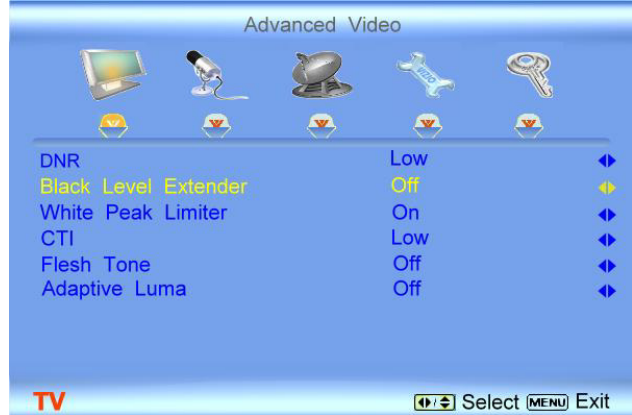 Advanced Video
VIZIO
DNR Low
Black Level Extender Off
White Peak Limiter On
CTI Low
Flesh Tone Off
Adaptive Luma Off
TV Select MENU Exit